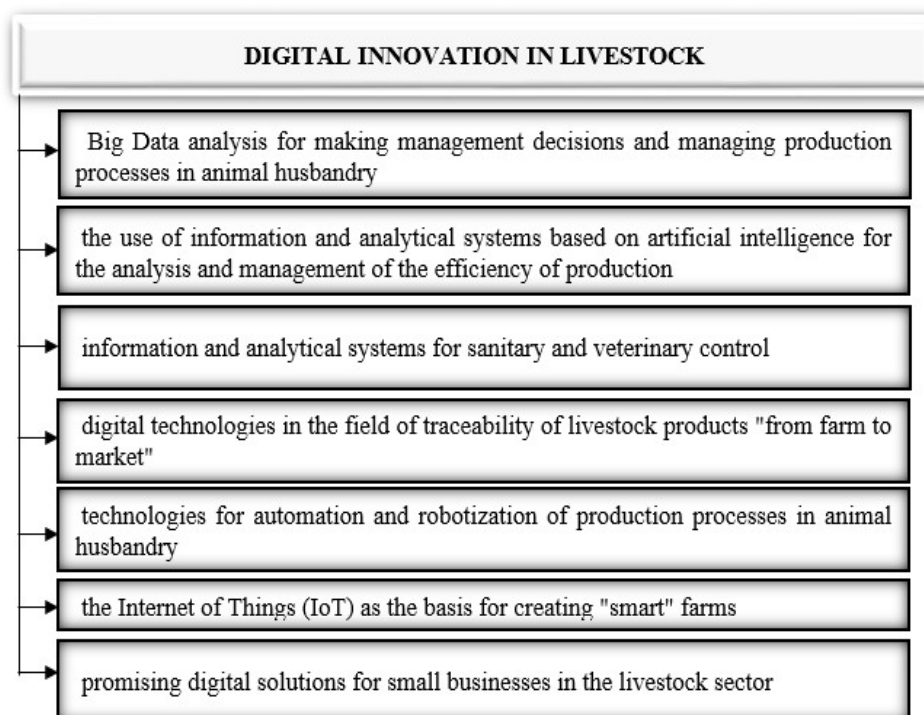 DIGITAL INNOVATION IN LIVESTOCK
Big Data analysis for making management decisions and managing production
processes in animal husbandry
the use of information and analytical systems based on artificial intelligence for
the analysis and management of the efficiency of production
information and analytical systems for sanitary and veterinary control
digital technologies in the field of traceability of livestock products "from farm to
market"
technologies for automation and robotization of production processes in animal
husbandry
the Internet of Things (IoT) as the basis for creating "smart" farms
promising digital solutions for small businesses in the livestock sector